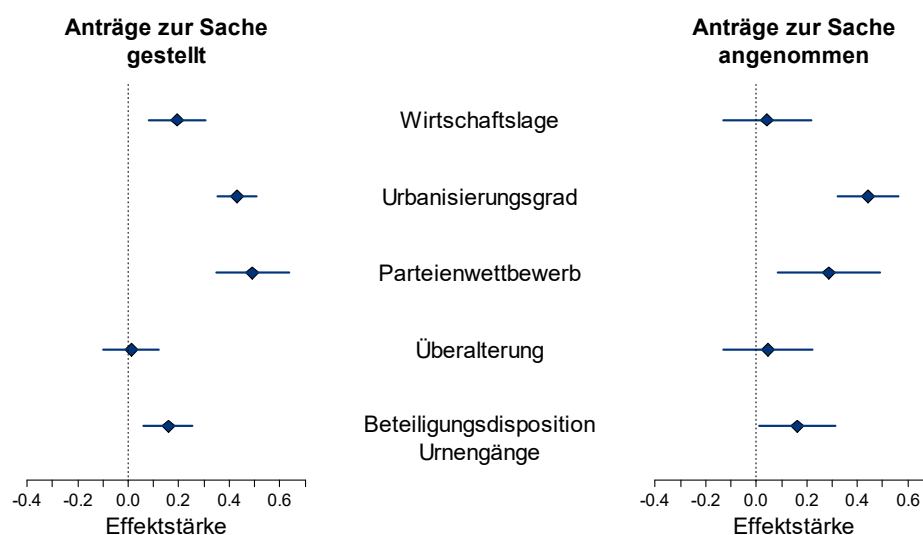 Anträge zur Sache
gestellt
Anträge zur Sache
angenommen
Wirtschaftslage
Urbanisierungsgrad
Parteienwettbewerb
Überalterung
Beteiligungsdisposition
Urnengänge
-0.4 -0.2 0.0 0.2 0.4 0.6
Effektstärke
-0.4 -0.2 0.0 0.2 0.4 0.6
Effektstärke